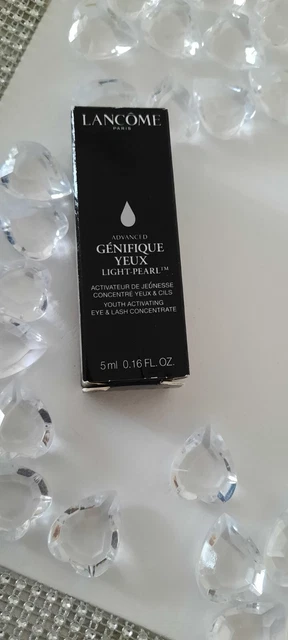 LANCÔME
PARIS
ADVANCED
GÉNIFIQUE
YEUX
LIGHT-PEARL™
ACTIVATEUR DE JEUNESSE
CONCENTRÉ YEUX & CILS
YOUTH ACTIVATING
EYE & LASH CONCENTRATE
5 ml 0.16 FL. OZ.